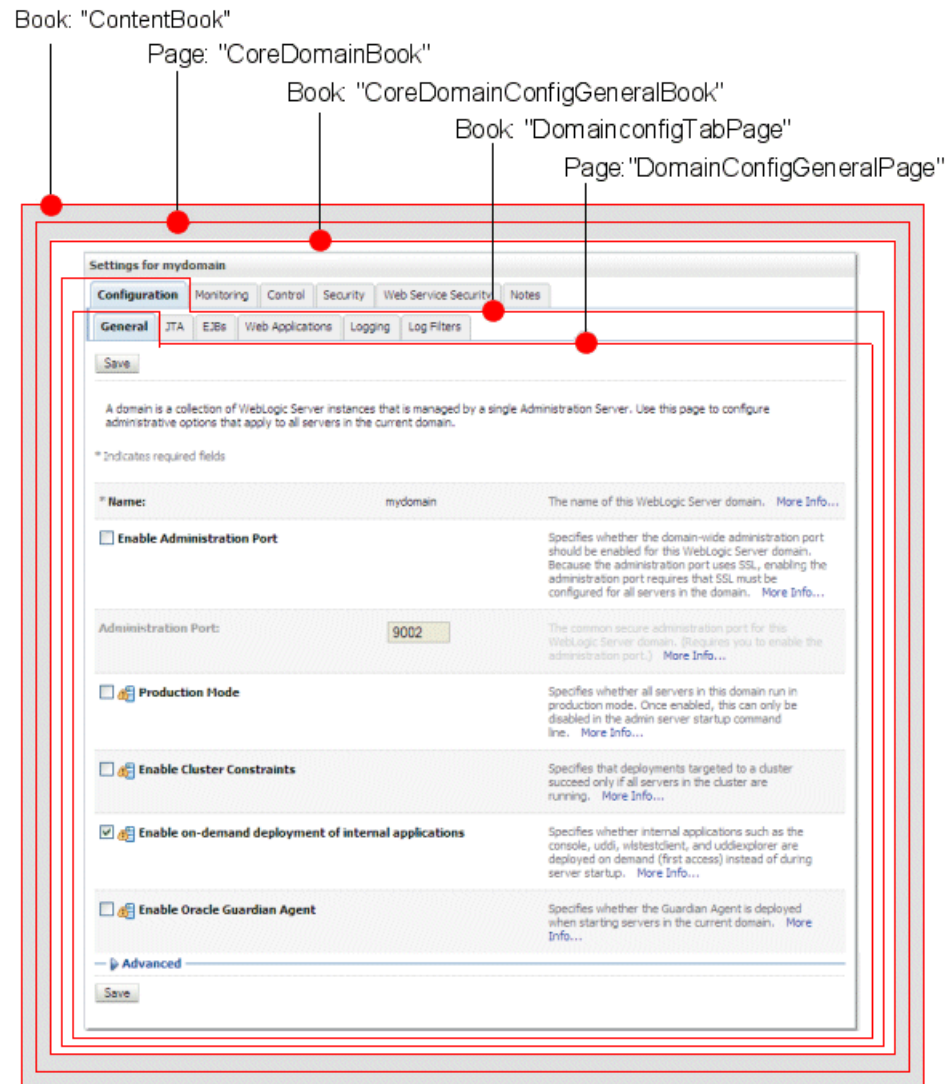 Book: "ContentBook"
Page: "CoreDomainBook"
Book: "CoreDomainConfigGeneralBook"
Book: "DomainconfigTabPage"
Page:"DomainConfigGeneralPage"
Settings for mydomain
Configuration Monitoring Control Security Web Service Security Notes
General JTA EJBs Web Applications Logging Log Filters
Save
A domain is a collection of WebLogic Server instances that is managed by a single Administration Server. Use this page to configure
administrative options that apply to all servers in the current domain.
* Indicates required fields
* Name: mydomain The name of this WebLogic Server domain. More Info...
Enable Administration Port
Specifies whether the domain-wide administration port
should be enabled for this WebLogic Server domain.
Because the administration port uses SSL, enabling the
administration port requires that SSL must be
configured for all servers in the domain. More Info...
Administration Port: 9002
The common secure administration port for this
WebLogic Server domain. (Requires you to enable the
administration port.) More Info...
Production Mode
Specifies whether all servers in this domain run in
production mode. Once enabled, this can only be
disabled in the admin server startup command
line. More Info...
Enable Cluster Constraints
Specifies that deployments targeted to a cluster
succeed only if all servers in the cluster are
running. More Info...
Enable on-demand deployment of internal applications
Specifies whether internal applications such as the
console, uddi, wlstestclient, and uddiexplorer are
deployed on demand (first access) instead of during
server startup. More Info...
Enable Oracle Guardian Agent
Specifies whether the Guardian Agent is deployed
when starting servers in the current domain. More
Info...
Advanced
Save